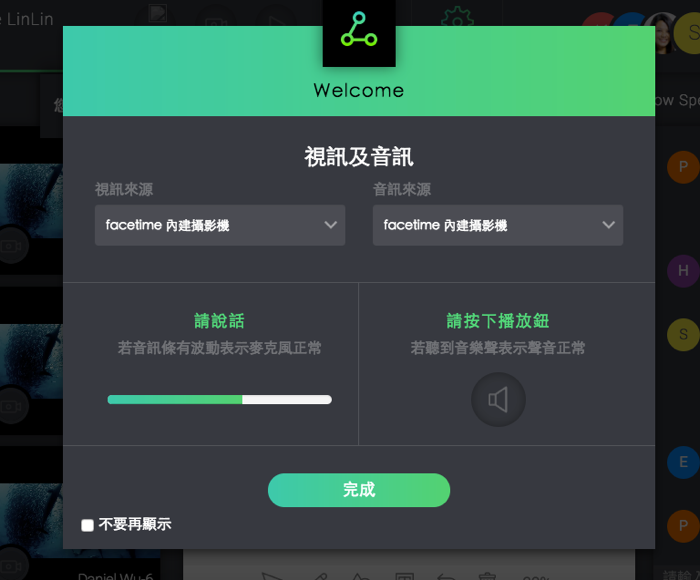 LinLin
Welcome
ow Spe
您
視訊及音訊
視訊來源
音訊來源
facetime 內建攝影機
facetime 內建攝影機
P
H
請說話
請按下播放鈕
若音訊條有波動表示麥克風正常
若聽到音樂聲表示聲音正常
S
E
完成
不要再顯示
P
Daniel Wu-6